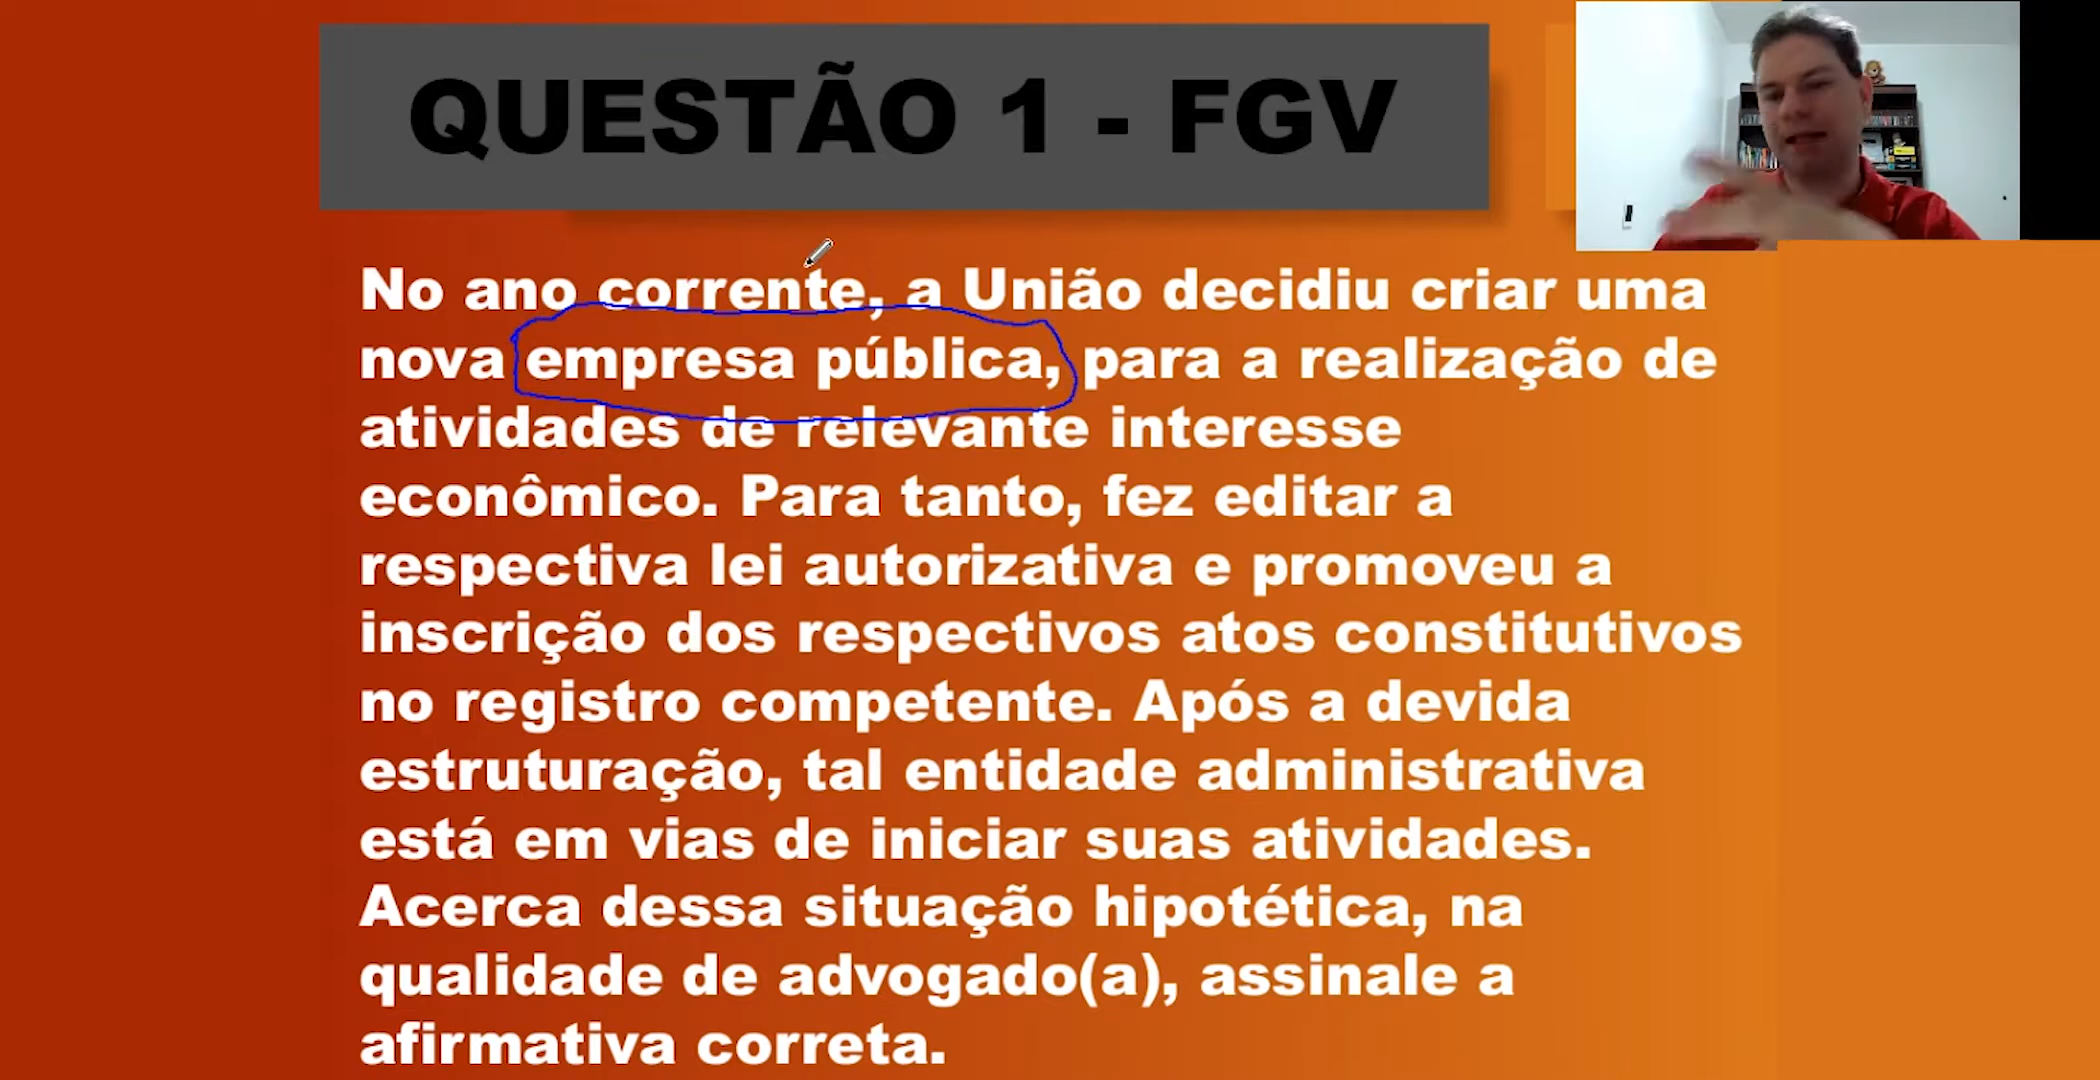 QUESTÃO 1 - FGV
No ano corrente, a União decidiu criar uma
nova empresa pública, para a realização de
atividades de relevante interesse
econômico. Para tanto, fez editar a
respectiva lei autorizativa e promoveu a
inscrição dos respectivos atos constitutivos
no registro competente. Após a devida
estruturação, tal entidade administrativa
está em vias de iniciar suas atividades.
Acerca dessa situação hipotética, na
qualidade de advogado(a), assinale a
afirmativa correta.